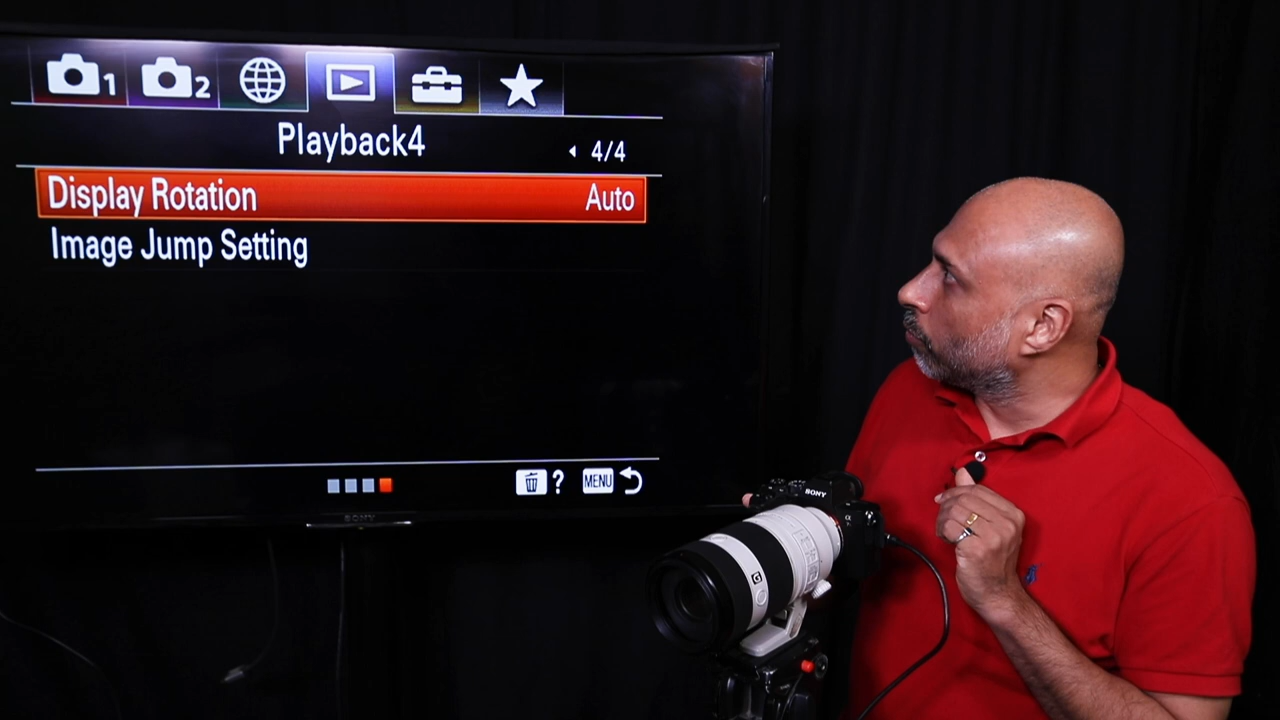 1
2
Playback4
4/4
Display Rotation Auto
Image Jump Setting
? MENU
SONY
SONY
α
G